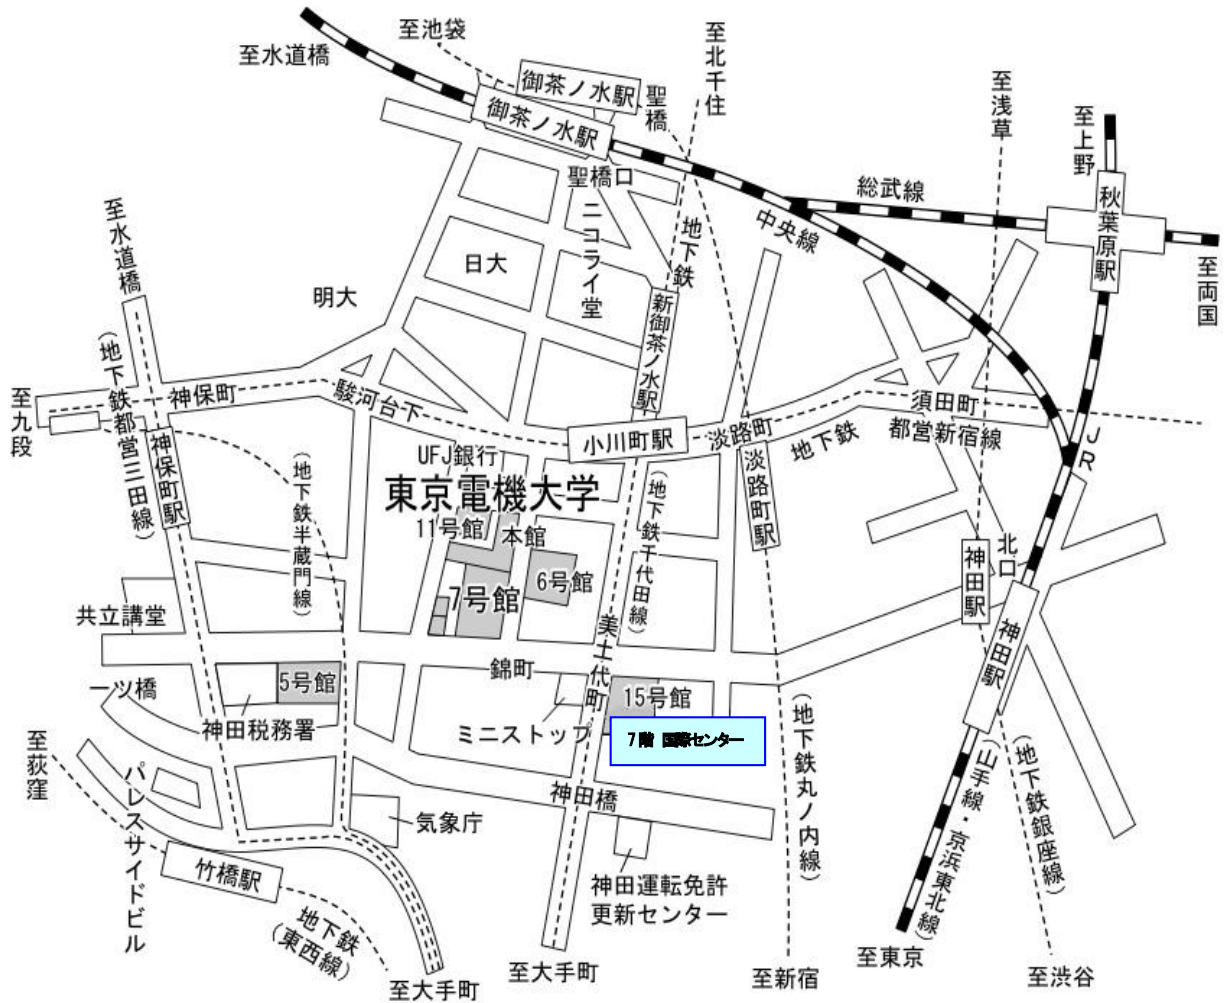 至池袋
至水道橋
御茶ノ水駅
御茶ノ水駅
聖橋
至北千住
至浅草
至上野
秋葉原駅
総武線
中央線
至両国
聖橋口
ニコライ堂
地下鉄
新御茶ノ水駅
日大
明大
至水道橋
(地下鉄都営三田線)
至九段
神保町
駿河台下
神保町駅
小川町駅
淡路町
地下鉄
須田町
都営新宿線
JR
淡路町駅
UFJ銀行
東京電機大学
11号館
本館
6号館
7号館
(地下鉄半蔵門線)
(地下鉄千代田線)
北口
神田駅
神田駅
共立講堂
美土代町
錦町
5号館
15号館
一ツ橋
神田税務署
ミニストップ
7階 国際センター
至荻窪
パレスサイドビル
神田橋
気象庁
竹橋駅
地下鉄
(東西線)
神田運転免許
更新センター
(地下鉄丸ノ内線)
(山手線・京浜東北線)
(地下鉄銀座線)
至大手町
至大手町
至新宿
至東京
至渋谷